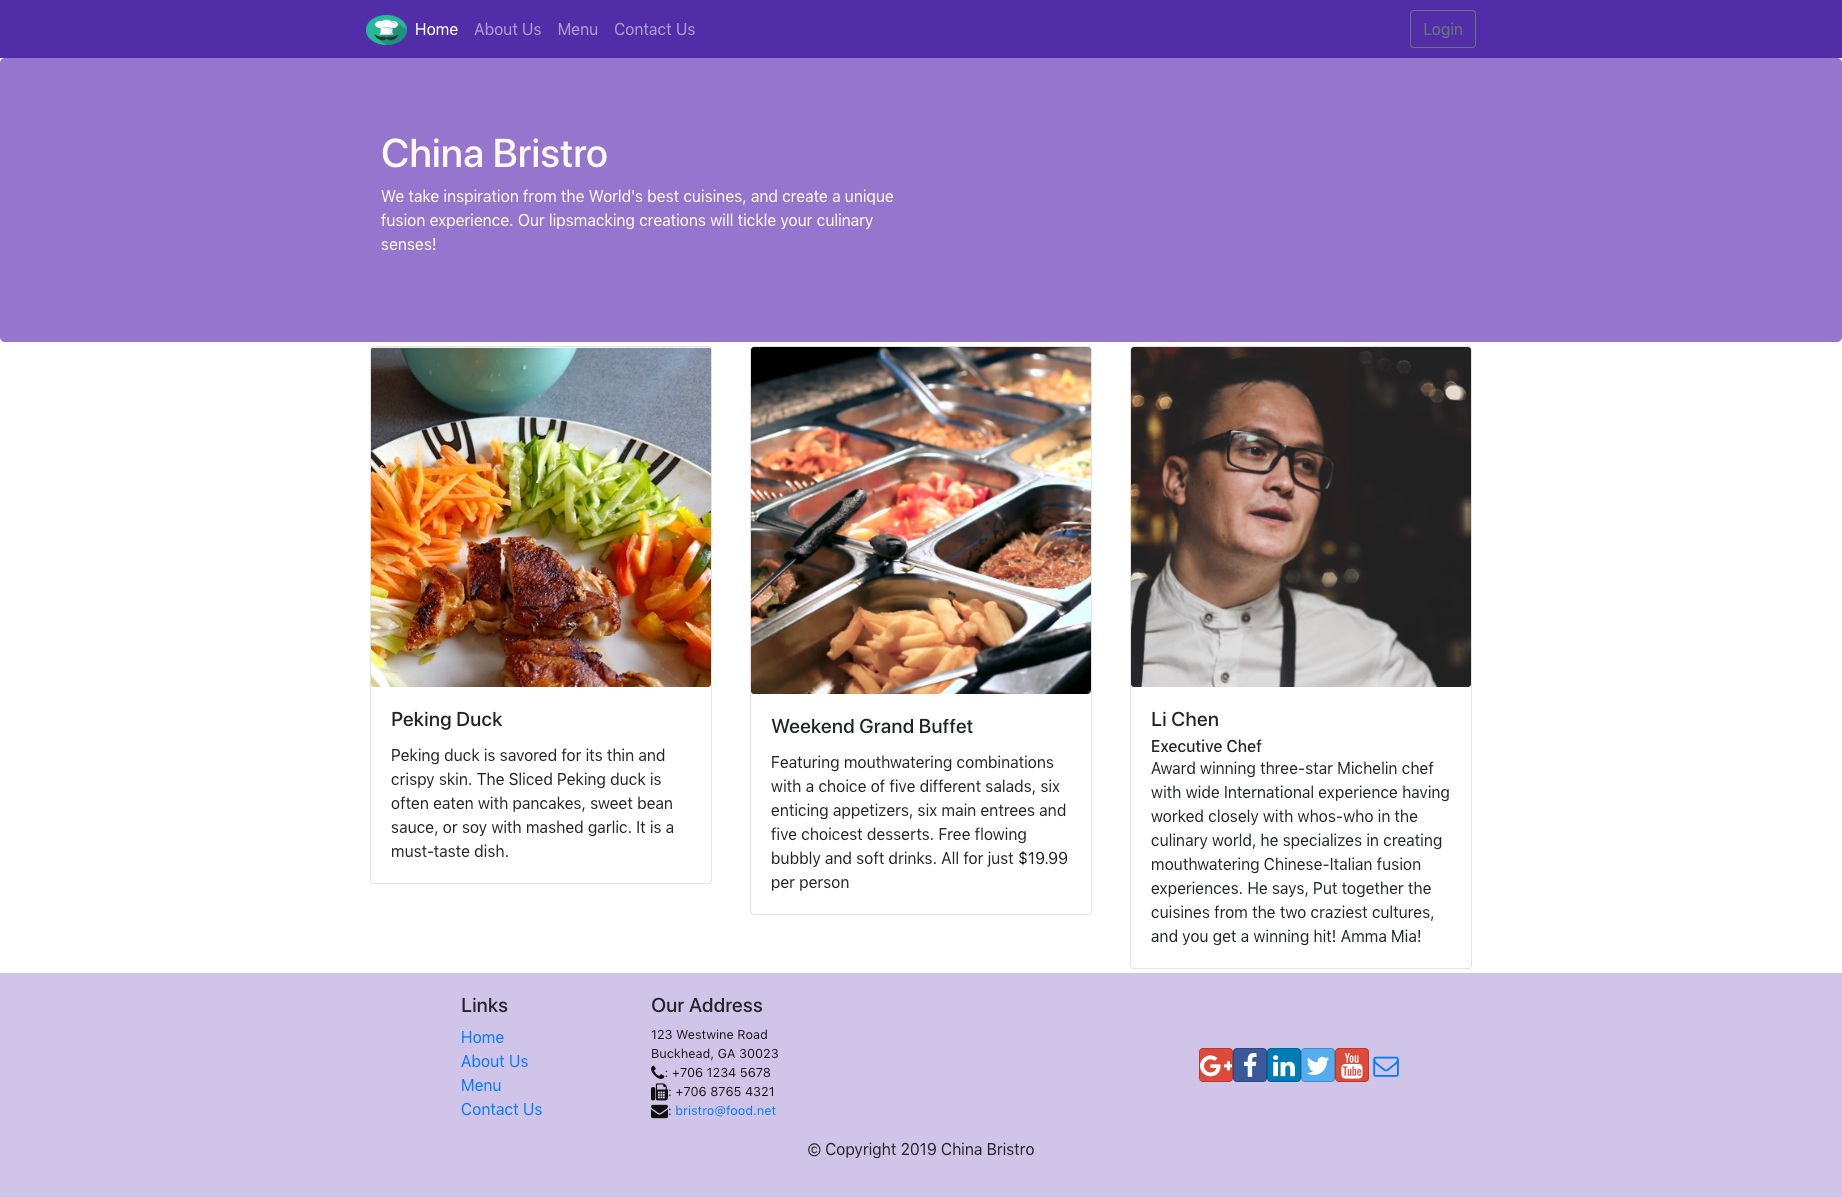 Home About Us Menu Contact Us Login
China Bristro
We take inspiration from the World's best cuisines, and create a unique
fusion experience. Our lipsmacking creations will tickle your culinary
senses!
Peking Duck
Peking duck is savored for its thin and
crispy skin. The Sliced Peking duck is
often eaten with pancakes, sweet bean
sauce, or soy with mashed garlic. It is a
must-taste dish.
Weekend Grand Buffet
Featuring mouthwatering combinations
with a choice of five different salads, six
enticing appetizers, six main entrees and
five choicest desserts. Free flowing
bubbly and soft drinks. All for just $19.99
per person
Li Chen
Executive Chef
Award winning three-star Michelin chef
with wide International experience having
worked closely with whos-who in the
culinary world, he specializes in creating
mouthwatering Chinese-Italian fusion
experiences. He says, Put together the
cuisines from the two craziest cultures,
and you get a winning hit! Amma Mia!
Links
Home
About Us
Menu
Contact Us
Our Address
123 Westwine Road
Buckhead, GA 30023
: +706 1234 5678
: +706 8765 4321
: bristro@food.net
G+ f in You Tube
© Copyright 2019 China Bristro